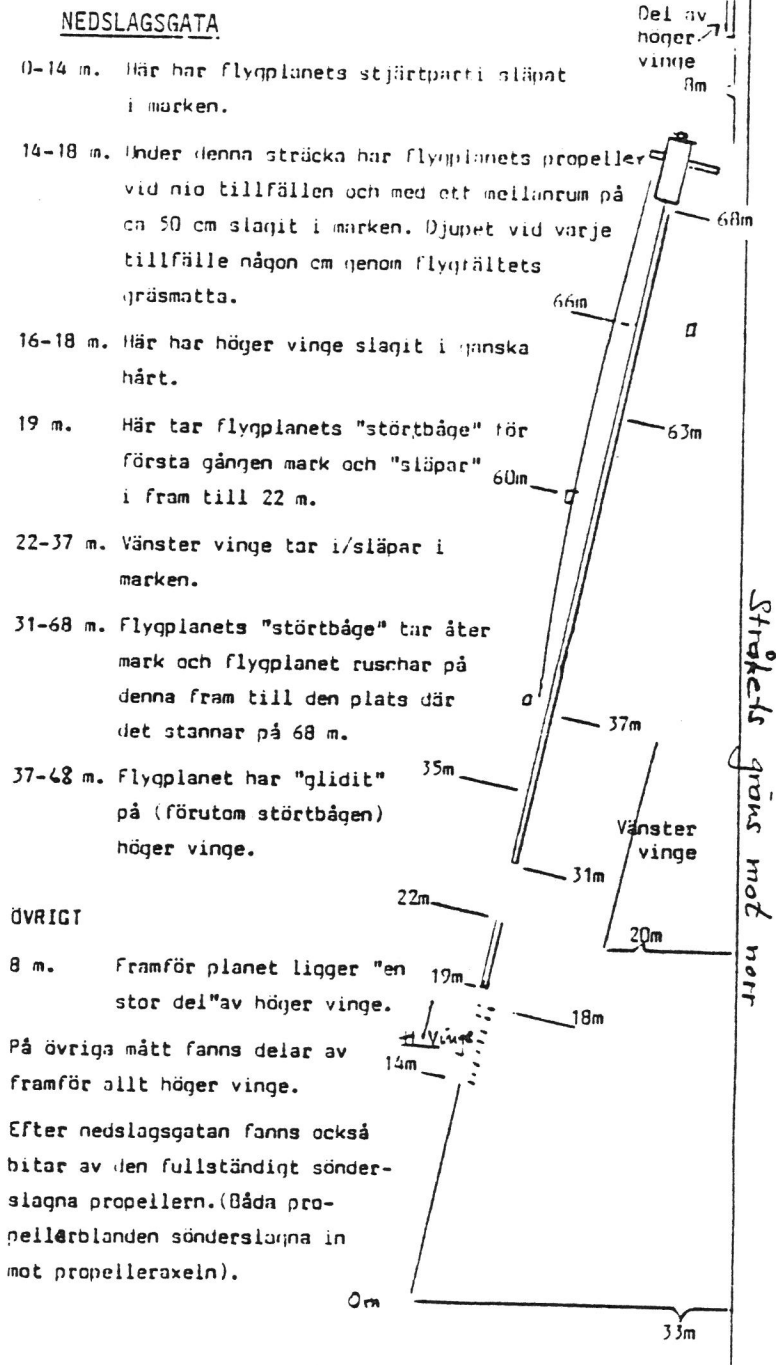 NEDSLAGSGATA
0-14 m. Här har flygplanets stjärtparti släpat
i marken.
14-18 m. Under denna sträcka har flygplanets propeller
vid nio tillfällen och med ett mellanrum på
ca 50 cm slagit i marken. Djupet vid varje
tillfälle någon cm genom flygfältets
gräsmatta.
16-18 m. Här har höger vinge slagit i ganska
hårt.
19 m. Här tar flygplanets "störtbåge" för
första gången mark och "släpar"
i fram till 22 m.
22-37 m. Vänster vinge tar i/släpar i
marken.
31-68 m. Flygplanets "störtbåge" tar åter
mark och flygplanet ruschar på
denna fram till den plats där
det stannar på 68 m.
37-48 m. Flygplanet har "glidit"
på (förutom störtbågen)
höger vinge.
ÖVRIGT
8 m. Framför planet ligger "en
stor del"av höger vinge.
På övriga mått fanns delar av
framför allt höger vinge.
Efter nedslagsgatan fanns också
bitar av den fullständigt sönder-
slagna propellern.(Båda pro-
pellerblanden sönderslagna in
mot propelleraxeln).
Del av
höger
vinge
8m
68m
66m
63m
60m
37m
35m
Vänster
vinge
31m
22m
20m
19m
18m
H Vinge
14m
0m
33m
Stråkets gräns mot norr